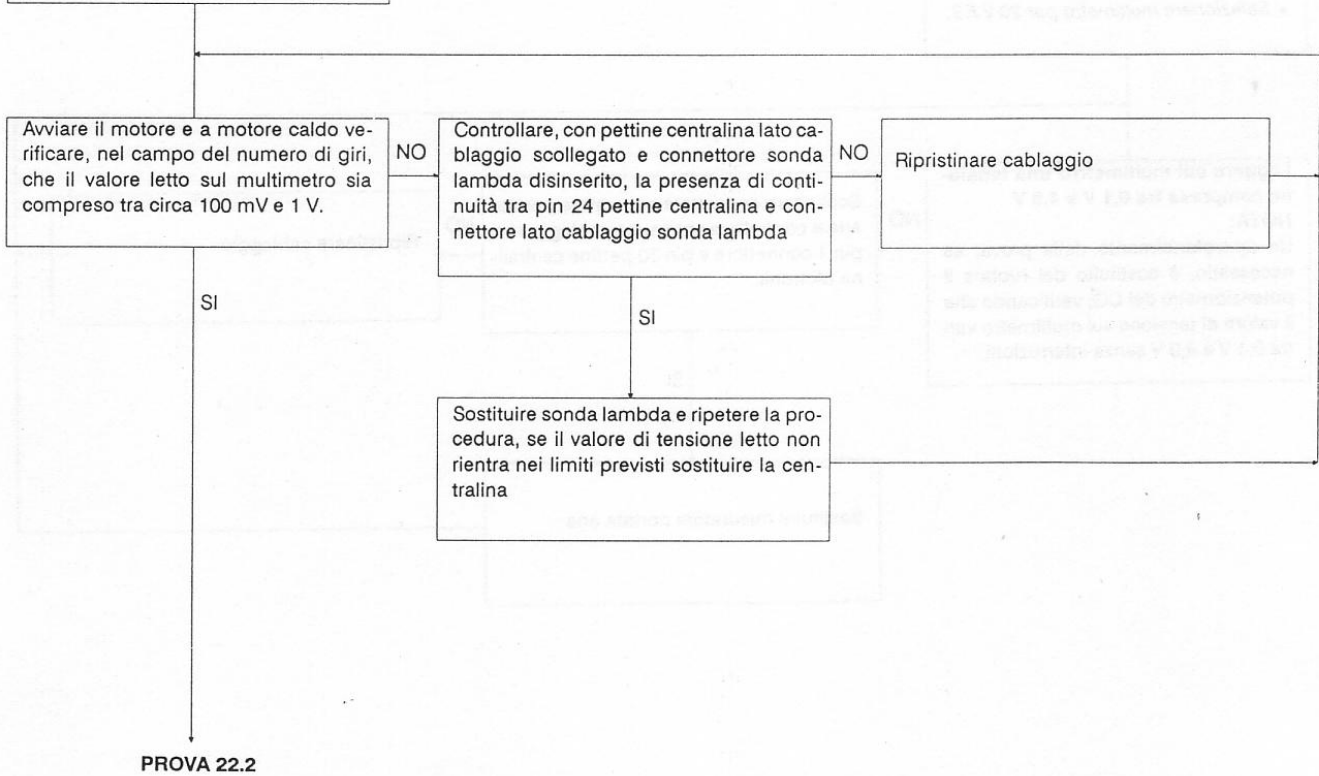 Avviare il motore e a motore caldo ve-
rificare, nel campo del numero di giri,
che il valore letto sul multimetro sia
compreso tra circa 100 mV e 1 V.
NO
Controllare, con pettine centralina lato ca-
blaggio scollegato e connettore sonda
lambda disinserito, la presenza di conti-
nuità tra pin 24 pettine centralina e con-
nettore lato cablaggio sonda lambda
NO
Ripristinare cablaggio
SI
SI
Sostituire sonda lambda e ripetere la pro-
cedura, se il valore di tensione letto non
rientra nei limiti previsti sostituire la cen-
tralina
PROVA 22.2